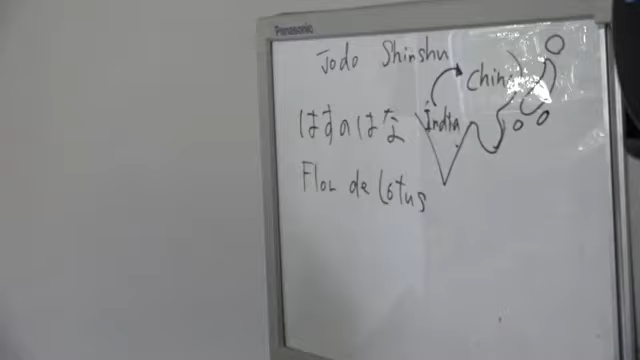 Panasonic
Jodo Shinshu
China
India
はすのはな
Flor de Lotus